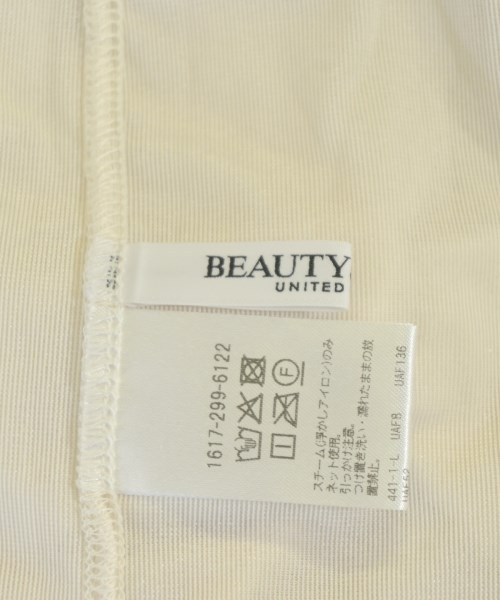 BEAUTY
UNITED
1617-299-6122
スチーム(浮かしアイロン)のみ
ネット使用。
引っかけ注意。
つけ置き洗い・濡れたままの放
置禁止。
441-1-L UAF8 UAF136